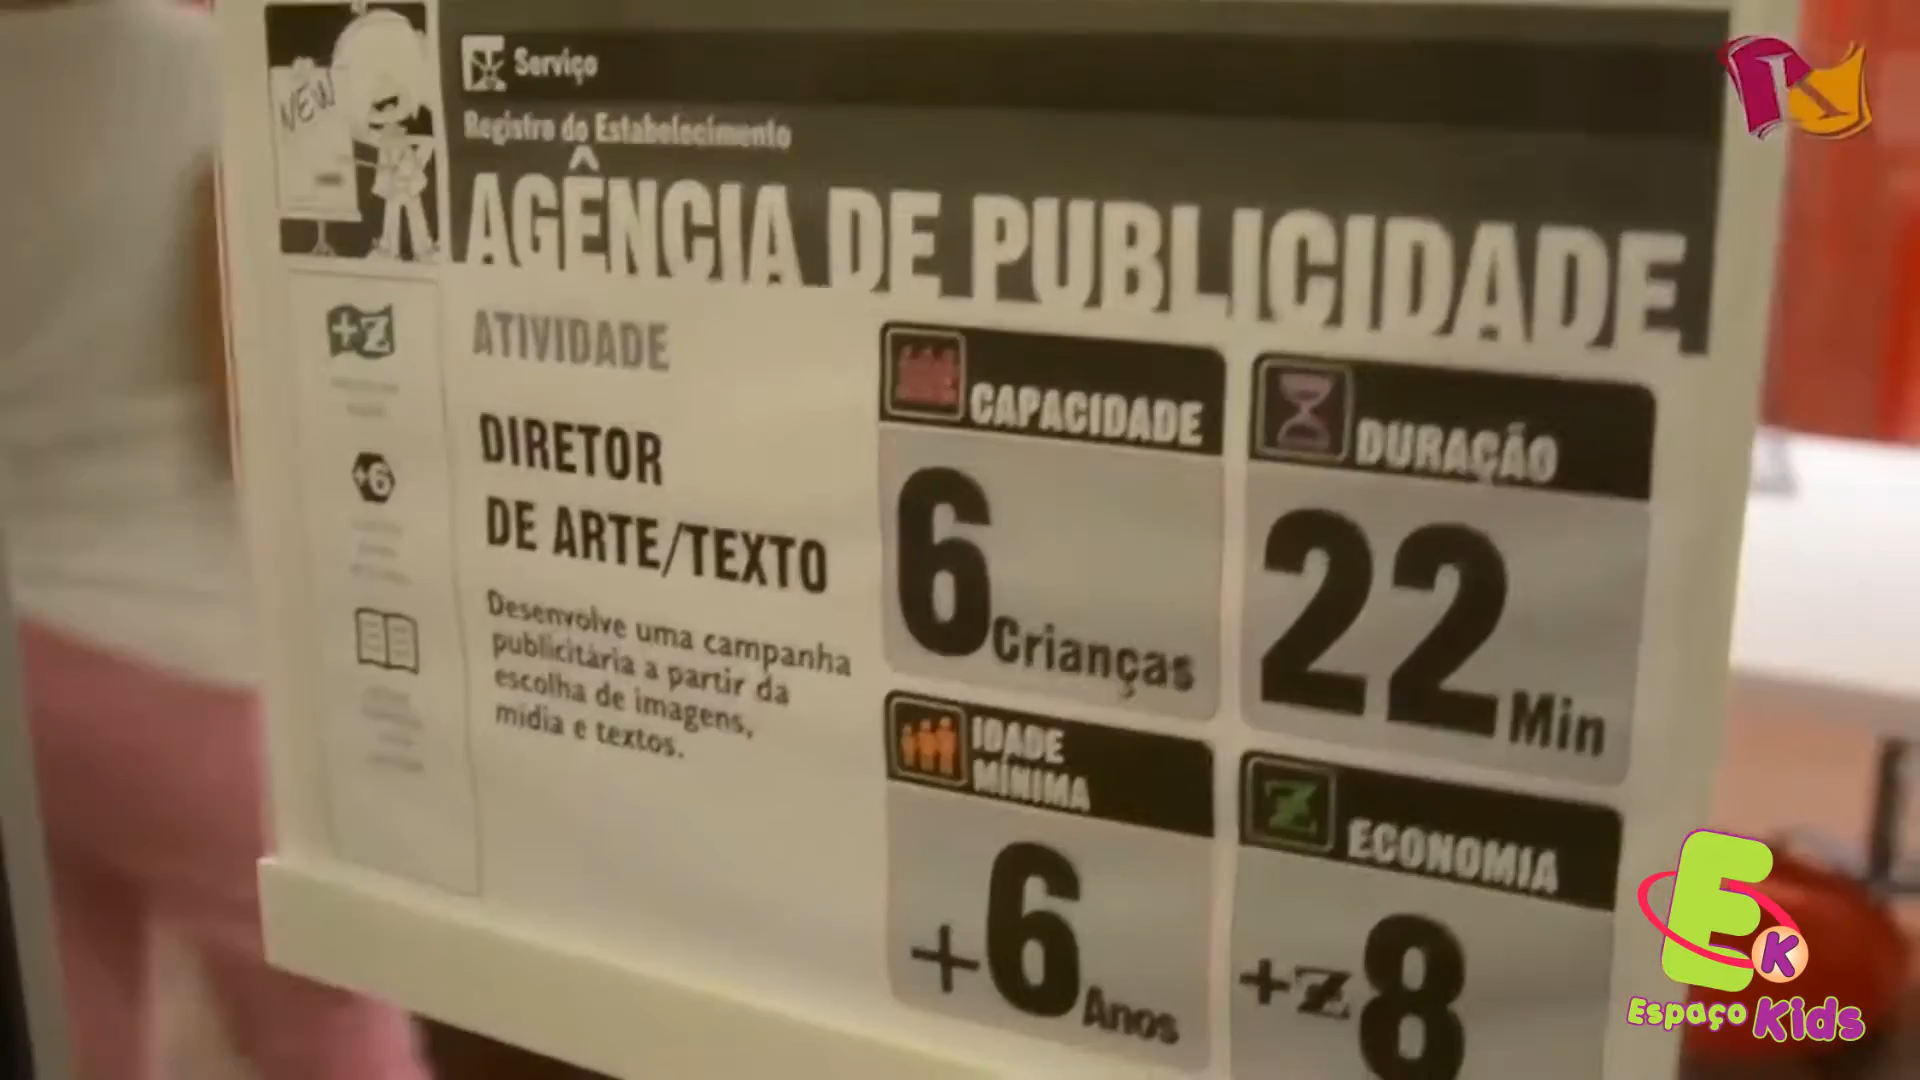 NEW
Serviço
Registro do Estabelecimento
AGÊNCIA DE PUBLICIDADE
+Z
+6
ATIVIDADE
DIRETOR
DE ARTE/TEXTO
Desenvolve uma campanha
publicitária a partir da
escolha de imagens,
mídia e textos.
CAPACIDADE
6 Crianças
DURAÇÃO
22 Min
IDADE
MÍNIMA
+6 Anos
Z
ECONOMIA
+Z 8
EK
Espaço Kids